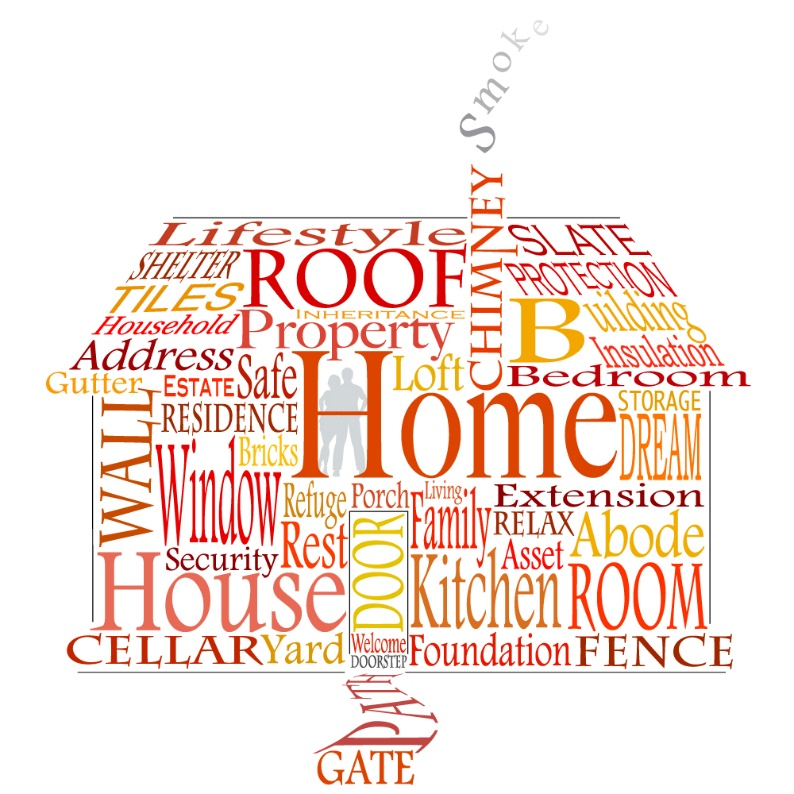 Smoke
CHIMNEY
Lifestyle
SLATE
SHELTER
ROOF
PROTECTION
TILES
INHERITANCE
Building
Household
Property
Insulation
Address
Home
Loft
Bedroom
Gutter
ESTATE
Safe
STORAGE
WALL
RESIDENCE
DREAM
Bricks
Window
Refuge
Porch
Living
Extension
Family
RELAX
Abode
Rest
DOOR
Security
Asset
House
Kitchen
ROOM
CELLAR
Yard
Welcome
DOORSTEP
Foundation
FENCE
PATH
GATE